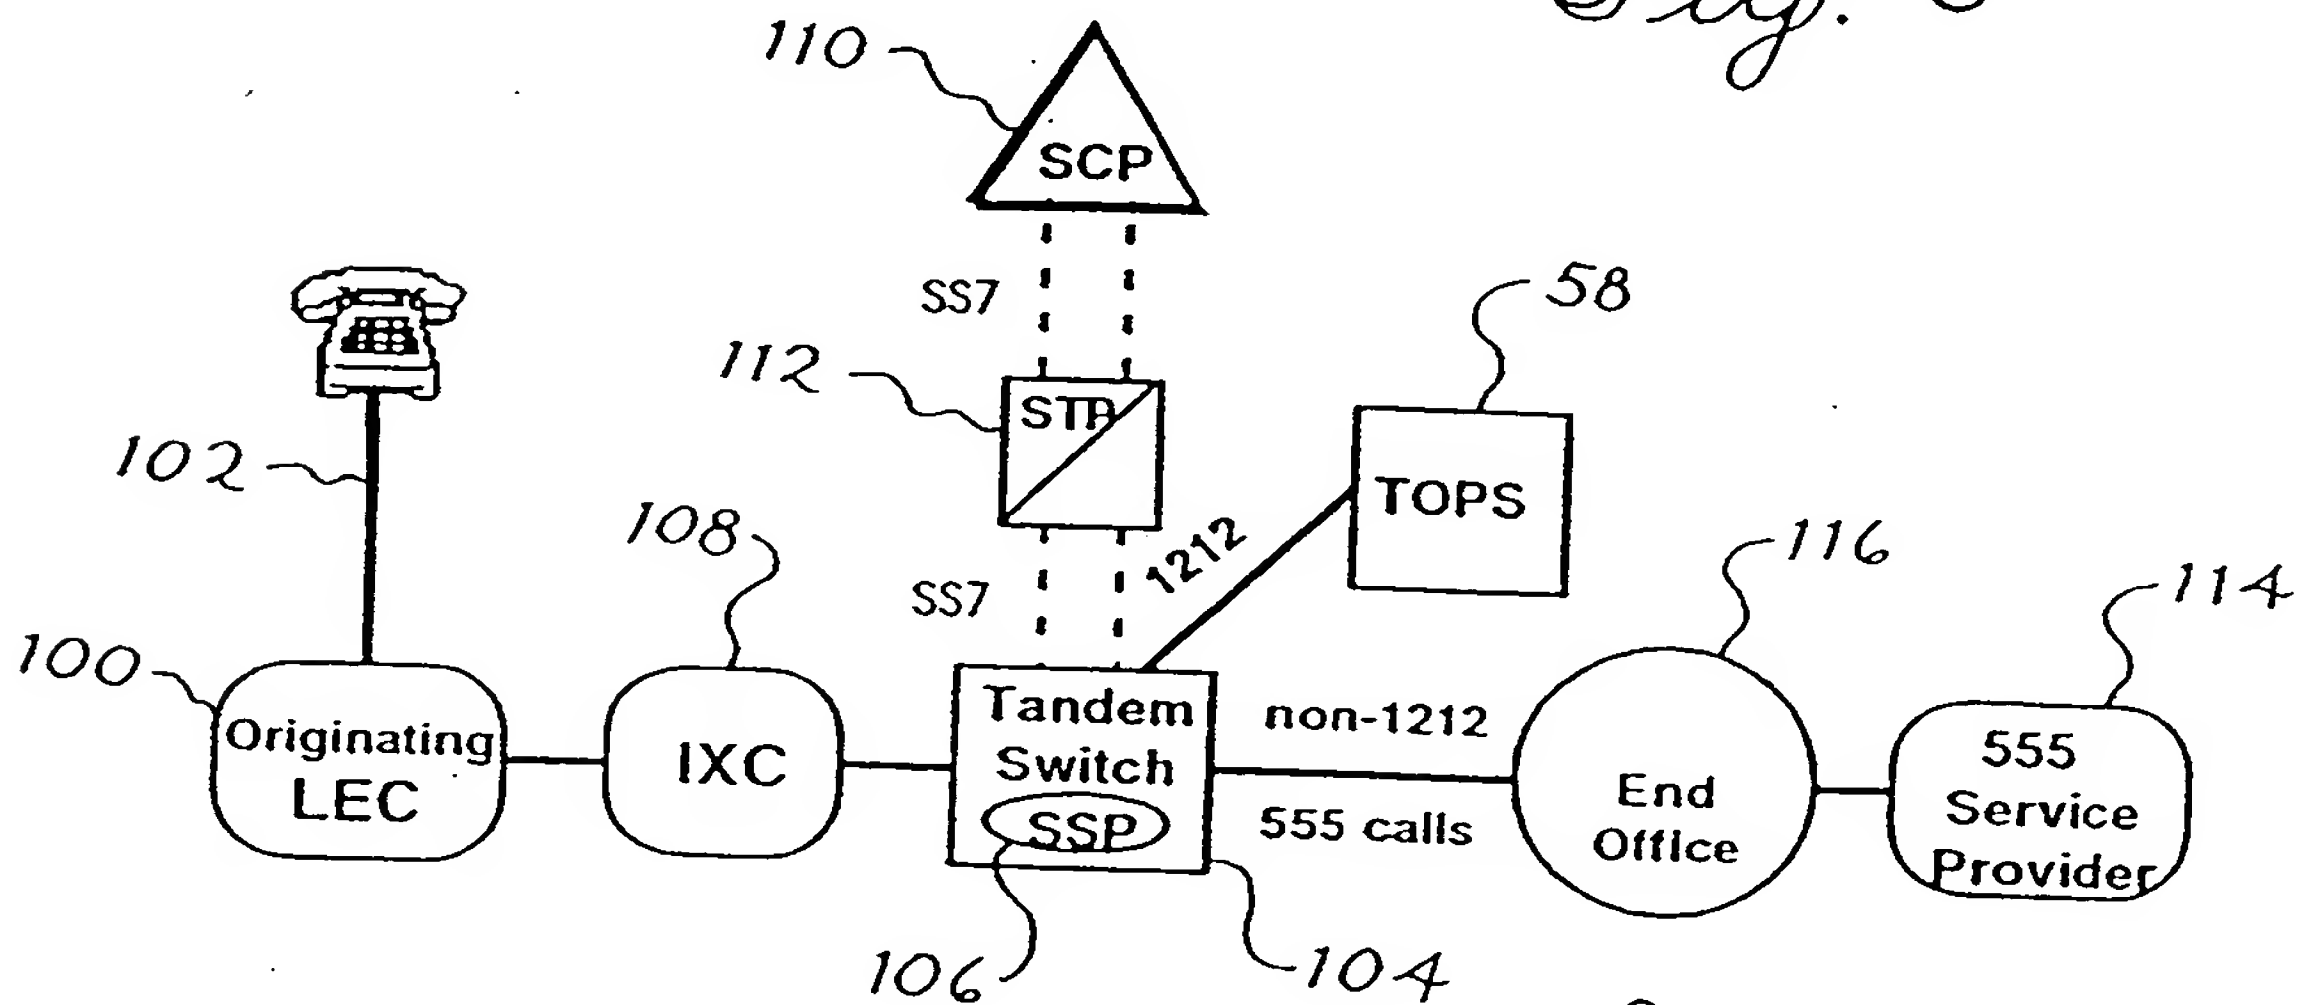 Fig.
110
SCP
SS7
58
112
STP
TOPS
102
108
1212
116
SS7
114
100
Originating
LEC
IXC
Tandem
Switch
SSP
non-1212
555 calls
End
Office
555
Service
Provider
106
104